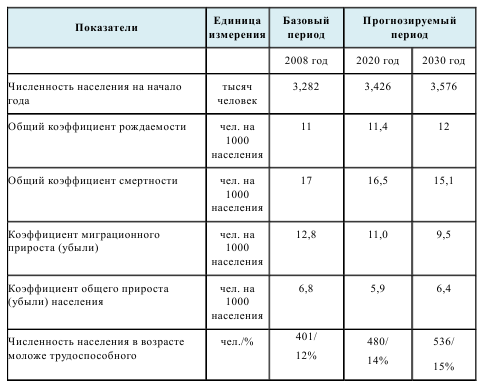 Показатели
Единица
измерения
Базовый
период
Прогнозируемый
период
2008 год
2020 год
2030 год
Численность населения на начало
года
тысяч
человек
3,282
3,426
3,576
Общий коэффициент рождаемости
чел. на
1000
населения
11
11,4
12
Общий коэффициент смертности
чел. на
1000
населения
17
16,5
15,1
Коэффициент миграционного
прироста (убыли)
чел. на
1000
населения
12,8
11,0
9,5
Коэффициент общего прироста
(убыли) населения
чел. на
1000
населения
6,8
5,9
6,4
Численность населения в возрасте
моложе трудоспособного
чел./%
401/
12%
480/
14%
536/
15%